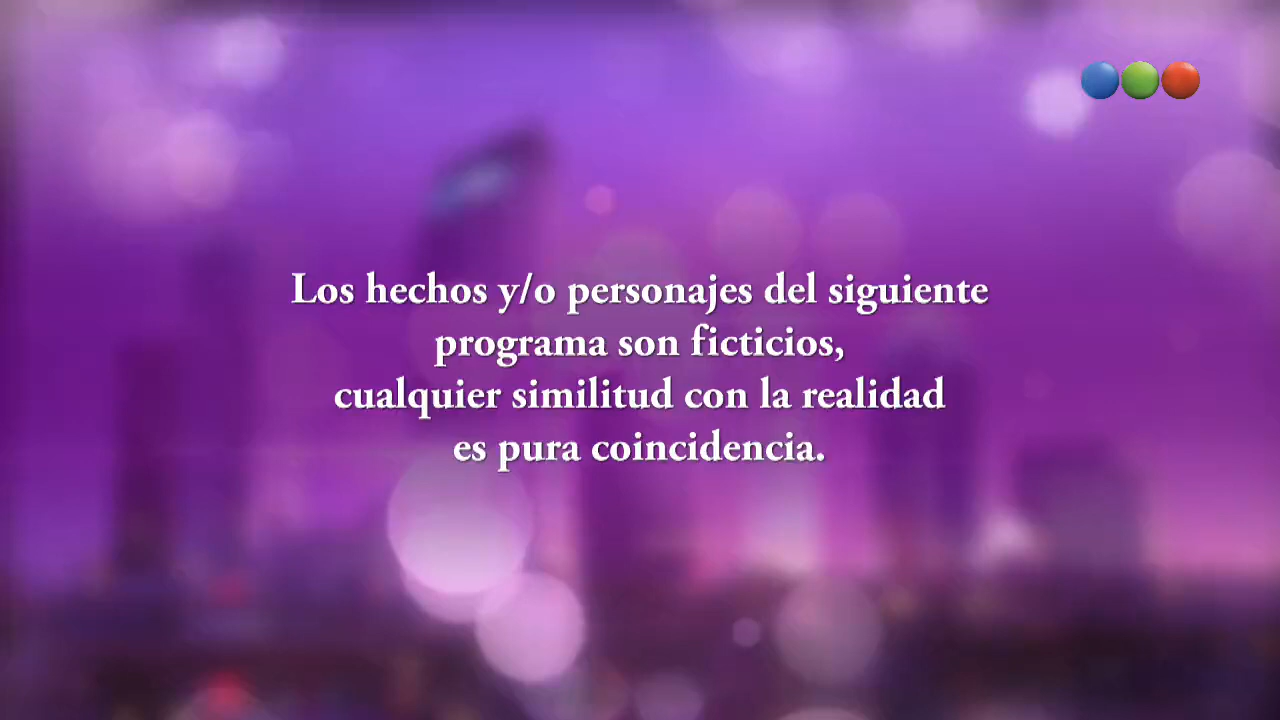 Los hechos y/o personajes del siguiente
programa son ficticios,
cualquier similitud con la realidad
es pura coincidencia.